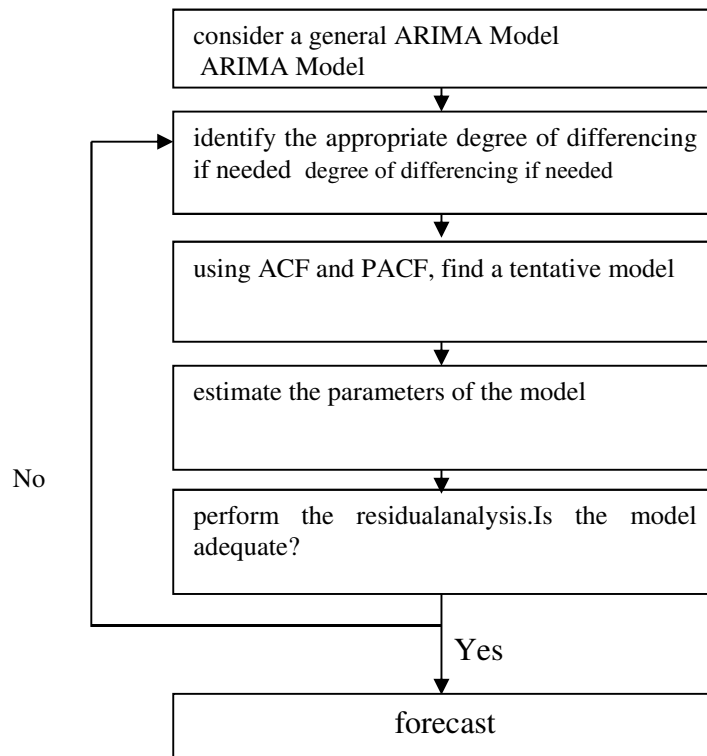 consider a general ARIMA Model
ARIMA Model
identify the appropriate degree of differencing
if needed degree of differencing if needed
using ACF and PACF, find a tentative model
estimate the parameters of the model
No
perform the residualanalysis.Is the model
adequate?
Yes
forecast